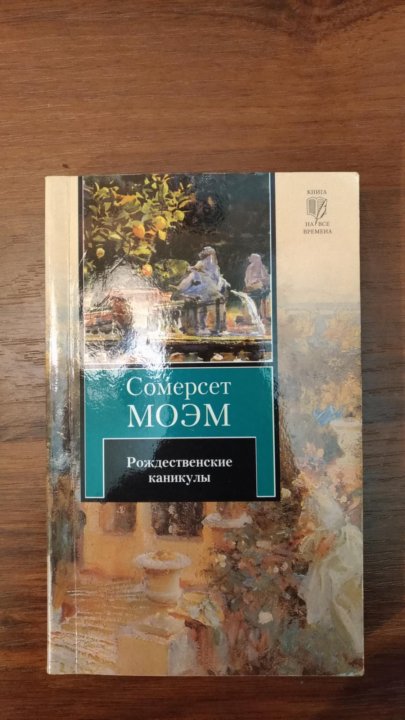 КНИГА
НА ВСЕ
ВРЕМЕНА
Сомерсет
МОЭМ
Рождественские
каникулы